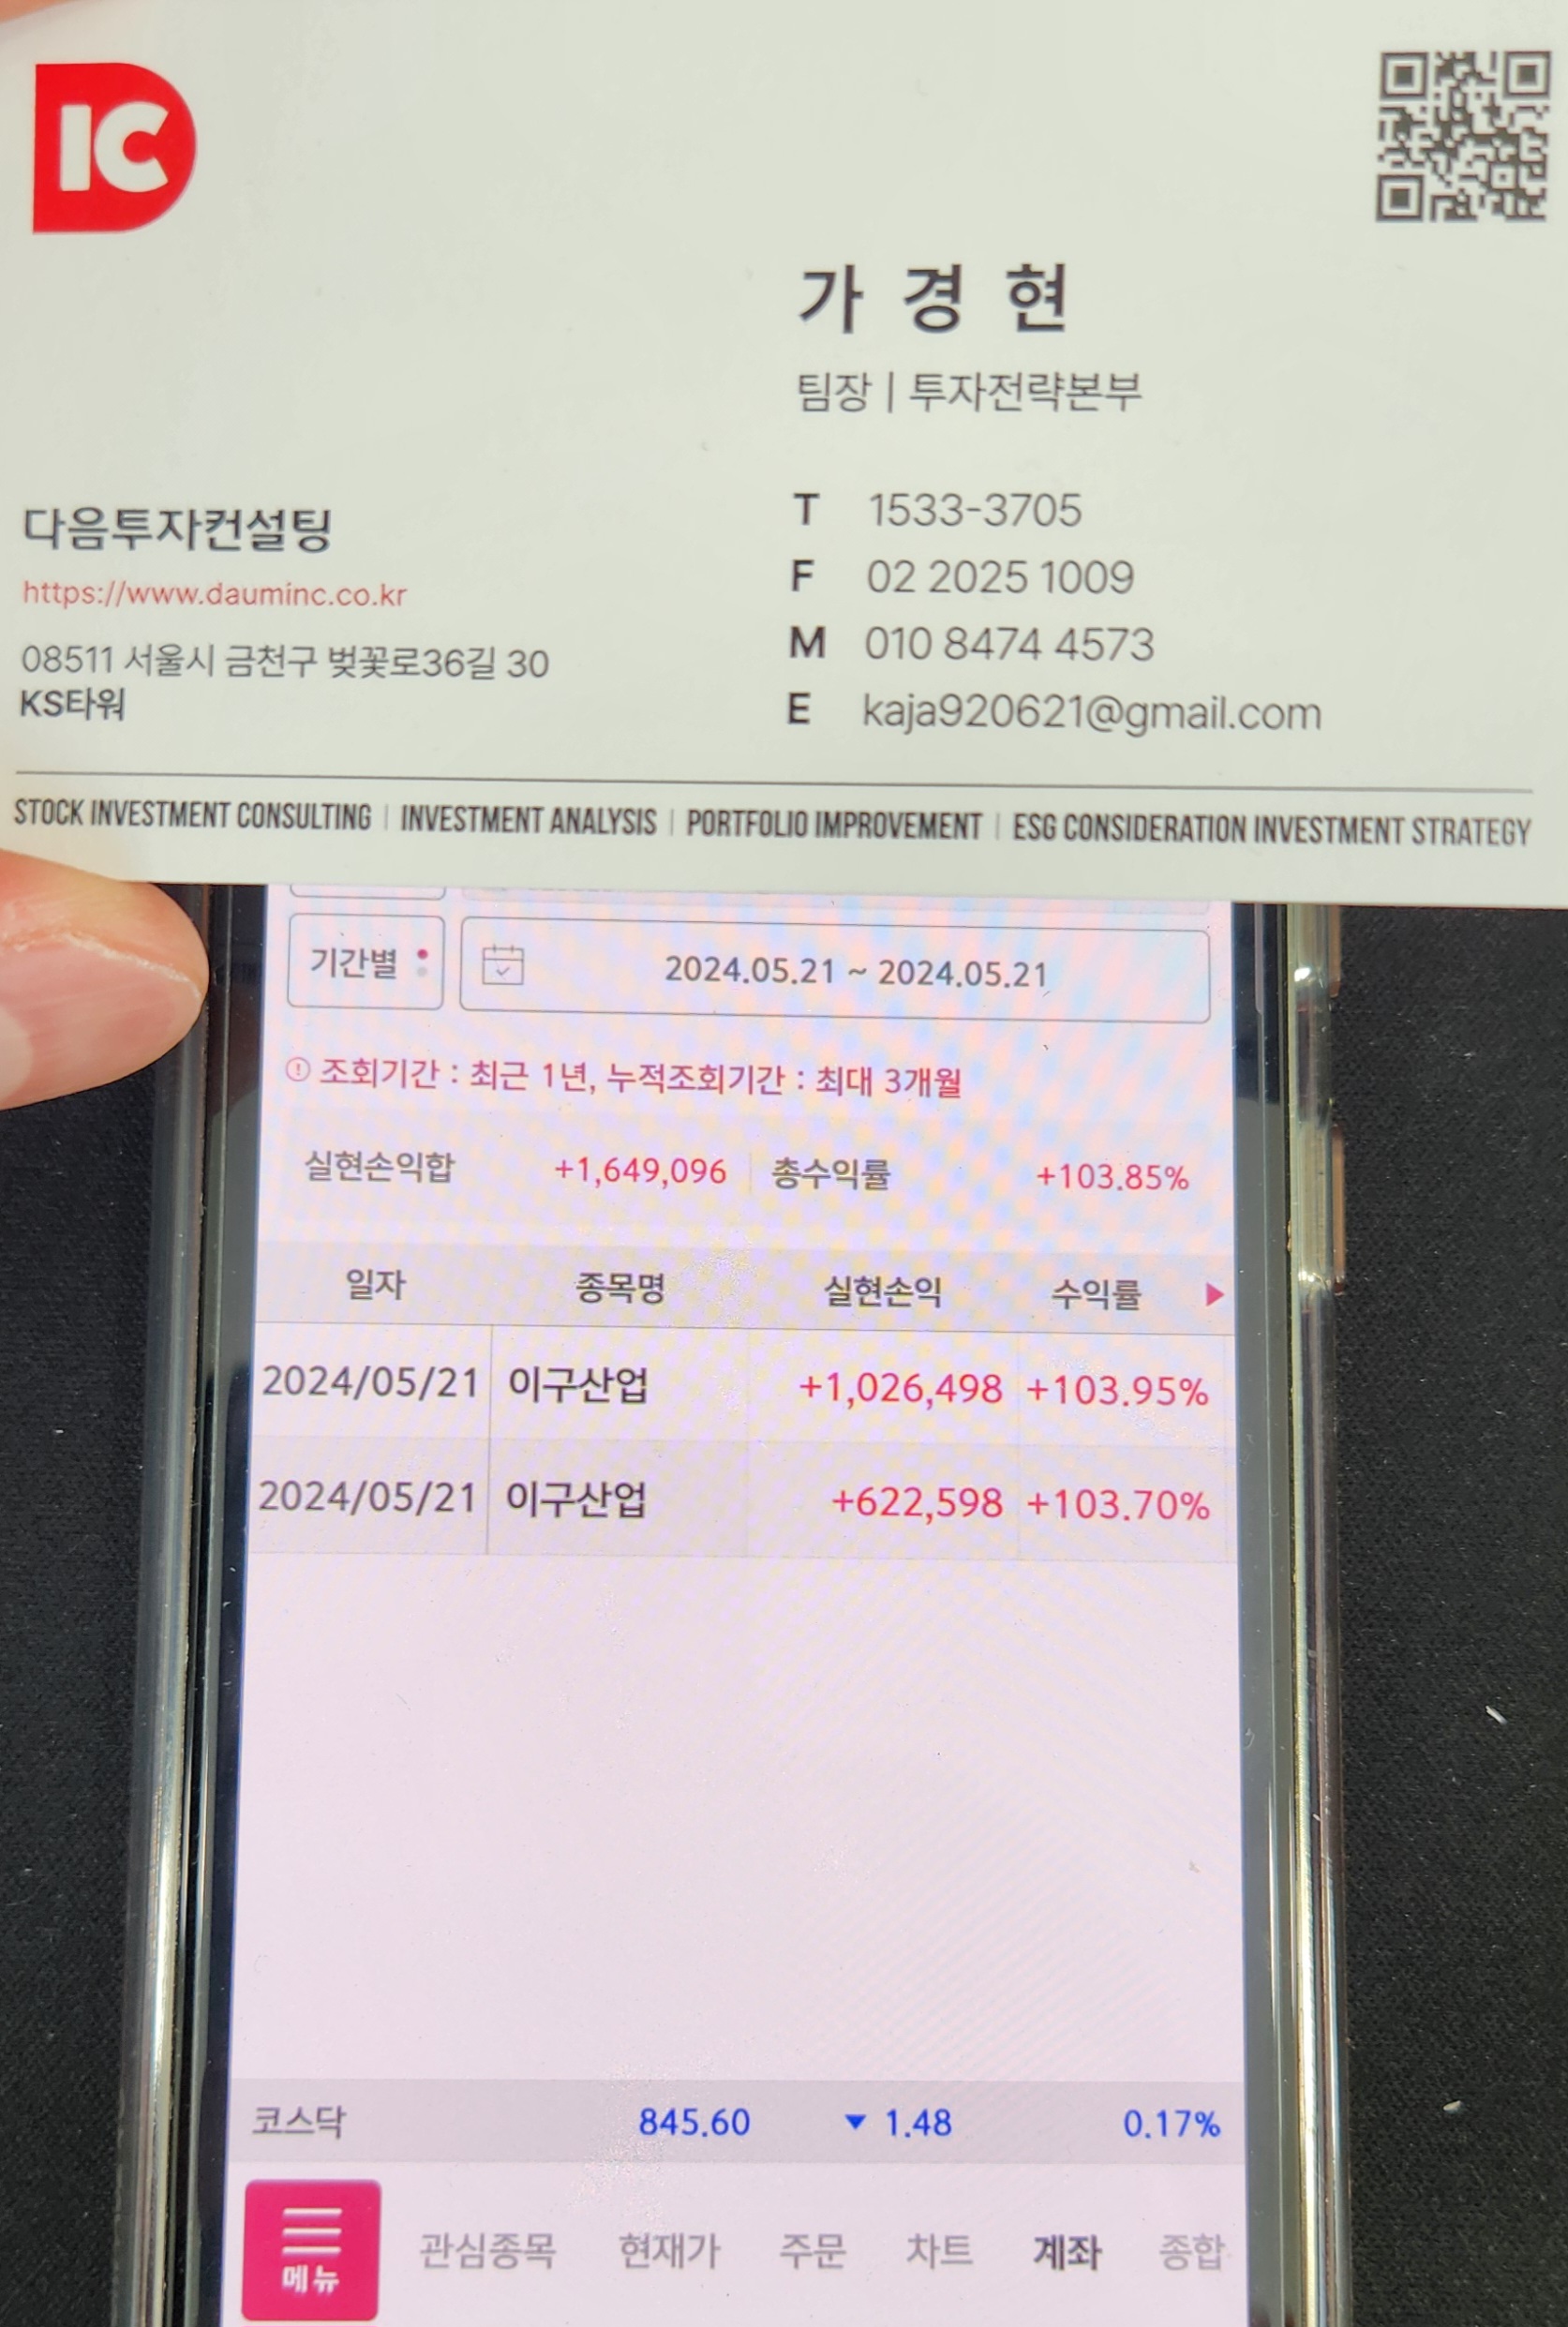 IC
가경현
팀장 | 투자전략본부
다음투자컨설팅
https://www.dauminc.co.kr
08511 서울시 금천구 벚꽃로36길 30
KS타워
T 1533-3705
F 02 2025 1009
M 010 8474 4573
E kaja920621@gmail.com
STOCK INVESTMENT CONSULTING | INVESTMENT ANALYSIS | PORTFOLIO IMPROVEMENT | ESG CONSIDERATION INVESTMENT STRATEGY
기간별 2024.05.21 ~ 2024.05.21
조회기간 : 최근 1년, 누적조회기간 : 최대 3개월
실현손익합 +1,649,096 총수익률 +103.85%
일자 종목명 실현손익 수익률
2024/05/21 이구산업 +1,026,498 +103.95%
2024/05/21 이구산업 +622,598 +103.70%
코스닥 845.60 ▼ 1.48 0.17%
메뉴 관심종목 현재가 주문 차트 계좌 종합